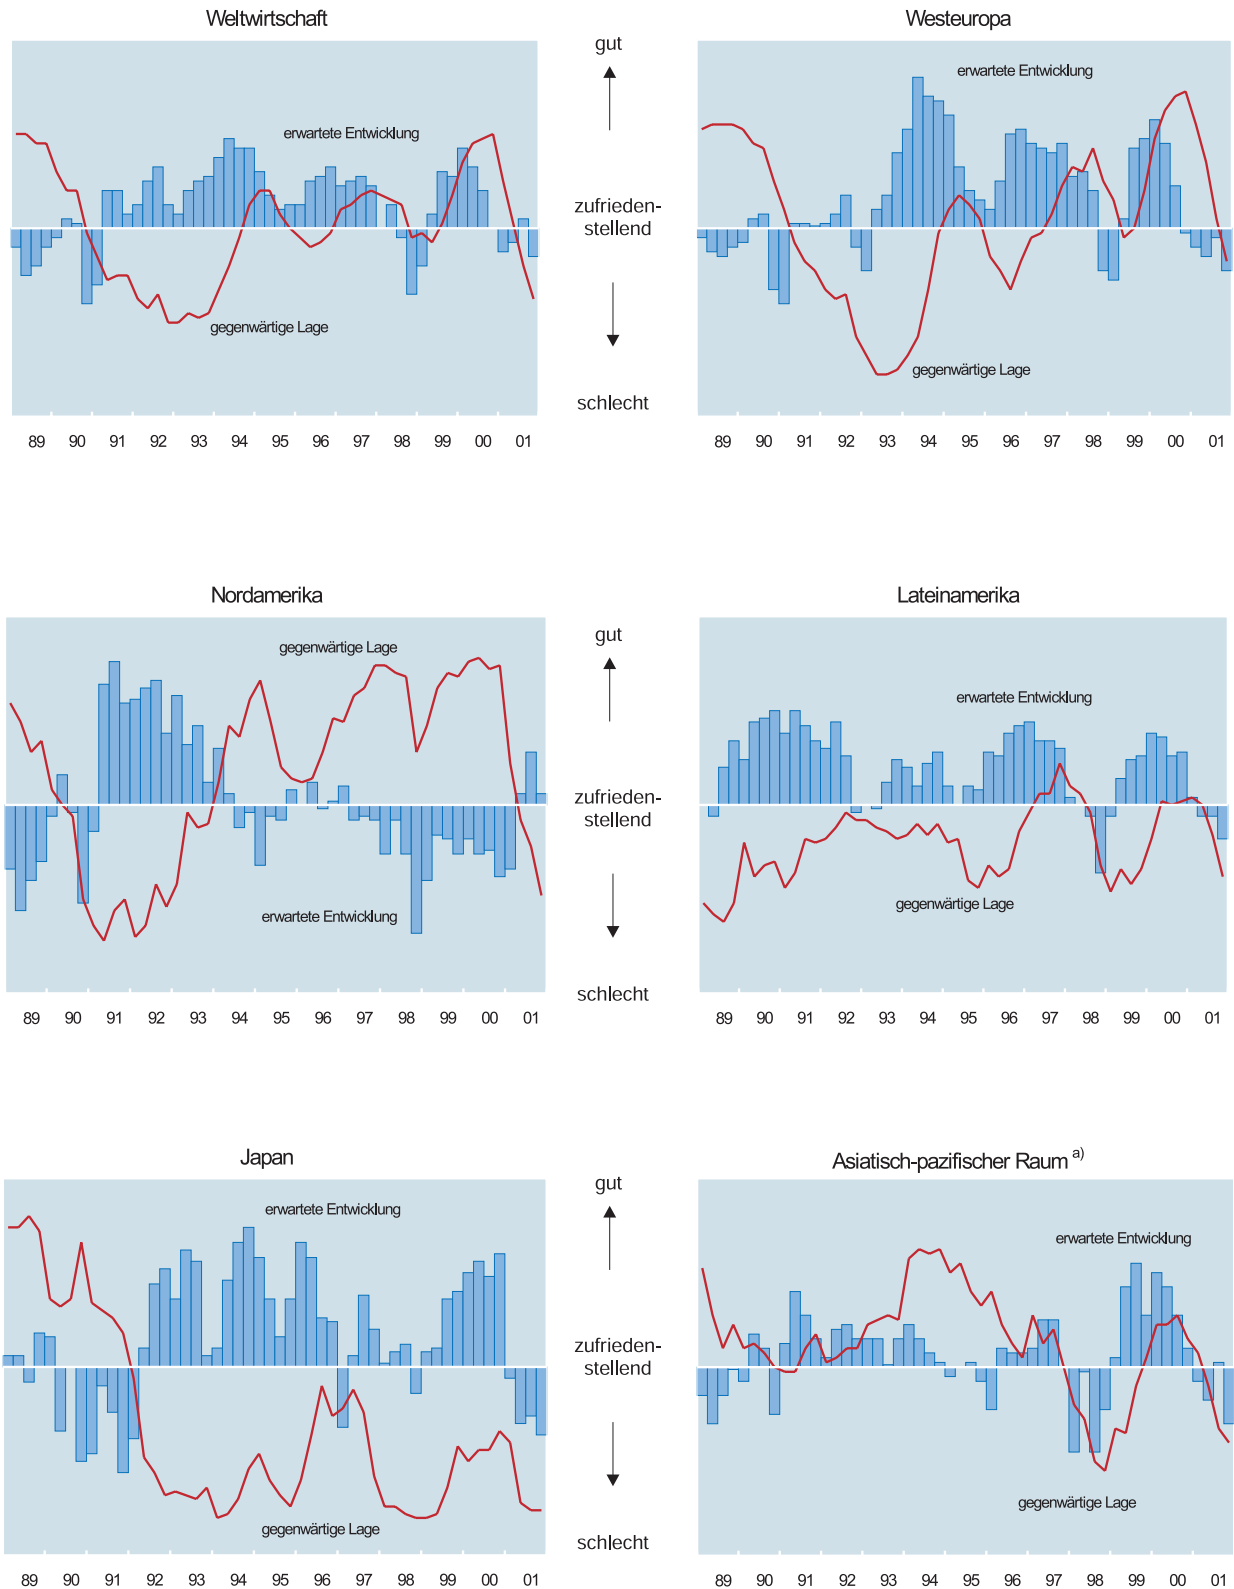 Weltwirtschaft
Westeuropa
gut
erwartete Entwicklung
erwartete Entwicklung
zufrieden-
stellend
gegenwärtige Lage
gegenwärtige Lage
schlecht
89 90 91 92 93 94 95 96 97 98 99 00 01
89 90 91 92 93 94 95 96 97 98 99 00 01
Nordamerika
Lateinamerika
gut
gegenwärtige Lage
erwartete Entwicklung
zufrieden-
stellend
erwartete Entwicklung
gegenwärtige Lage
schlecht
89 90 91 92 93 94 95 96 97 98 99 00 01
89 90 91 92 93 94 95 96 97 98 99 00 01
Japan
Asiatisch-pazifischer Raum a)
gut
erwartete Entwicklung
erwartete Entwicklung
zufrieden-
stellend
gegenwärtige Lage
gegenwärtige Lage
schlecht
89 90 91 92 93 94 95 96 97 98 99 00 01
89 90 91 92 93 94 95 96 97 98 99 00 01